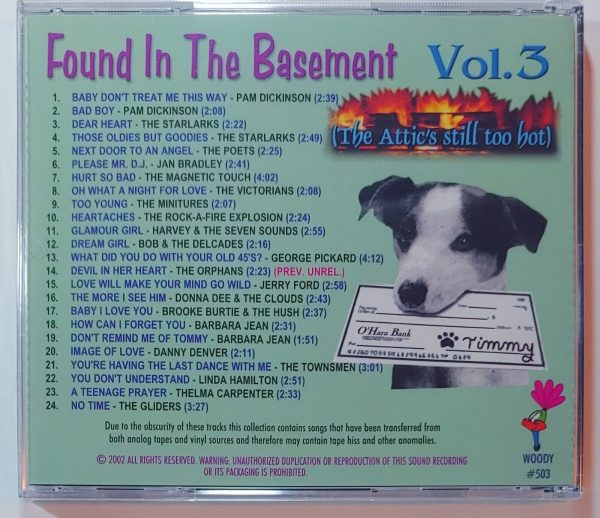 Found In The Basement Vol.3
1. BABY DON'T TREAT ME THIS WAY - PAM DICKINSON (2:39)
2. BAD BOY - PAM DICKINSON (2:08)
3. DEAR HEART - THE STARLARKS (2:22)
4. THOSE OLDIES BUT GOODIES - THE STARLARKS (2:49)
5. NEXT DOOR TO AN ANGEL - THE POETS (2:25)
6. PLEASE MR. D.J. - JAN BRADLEY (2:41)
7. HURT SO BAD - THE MAGNETIC TOUCH (4:02)
8. OH WHAT A NIGHT FOR LOVE - THE VICTORIANS (2:08)
9. TOO YOUNG - THE MINITURES (2:07)
10. HEARTACHES - THE ROCK-A-FIRE EXPLOSION (2:24)
11. GLAMOUR GIRL - HARVEY & THE SEVEN SOUNDS (2:55)
12. DREAM GIRL - BOB & THE DELCADES (2:16)
13. WHAT DID YOU DO WITH YOUR OLD 45'S? - GEORGE PICKARD (4:12)
14. DEVIL IN HER HEART - THE ORPHANS (2:23) (PREV. UNREL.)
15. LOVE WILL MAKE YOUR MIND GO WILD - JERRY FORD (2:58)
16. THE MORE I SEE HIM - DONNA DEE & THE CLOUDS (2:43)
17. BABY I LOVE YOU - BROOKE BURTIE & THE HUSH (2:37)
18. HOW CAN I FORGET YOU - BARBARA JEAN (2:31)
19. DON'T REMIND ME OF TOMMY - BARBARA JEAN (1:51)
20. IMAGE OF LOVE - DANNY DENVER (2:11)
21. YOU'RE HAVING THE LAST DANCE WITH ME - THE TOWNSMEN (3:01)
22. YOU DON'T UNDERSTAND - LINDA HAMILTON (2:51)
23. A TEENAGE PRAYER - THELMA CARPENTER (2:33)
24. NO TIME - THE GLIDERS (3:27)
(The Attic's still too hot)
O'Hara Bank
Timmy
Due to the obscurity of these tracks this collection contains songs that have been transferred from
both analog tapes and vinyl sources and therefore may contain tape hiss and other anomalies.
© 2002 ALL RIGHTS RESERVED. WARNING: UNAUTHORIZED DUPLICATION OR REPRODUCTION OF THIS SOUND RECORDING
OR ITS PACKAGING IS PROHIBITED.
WOODY
#503